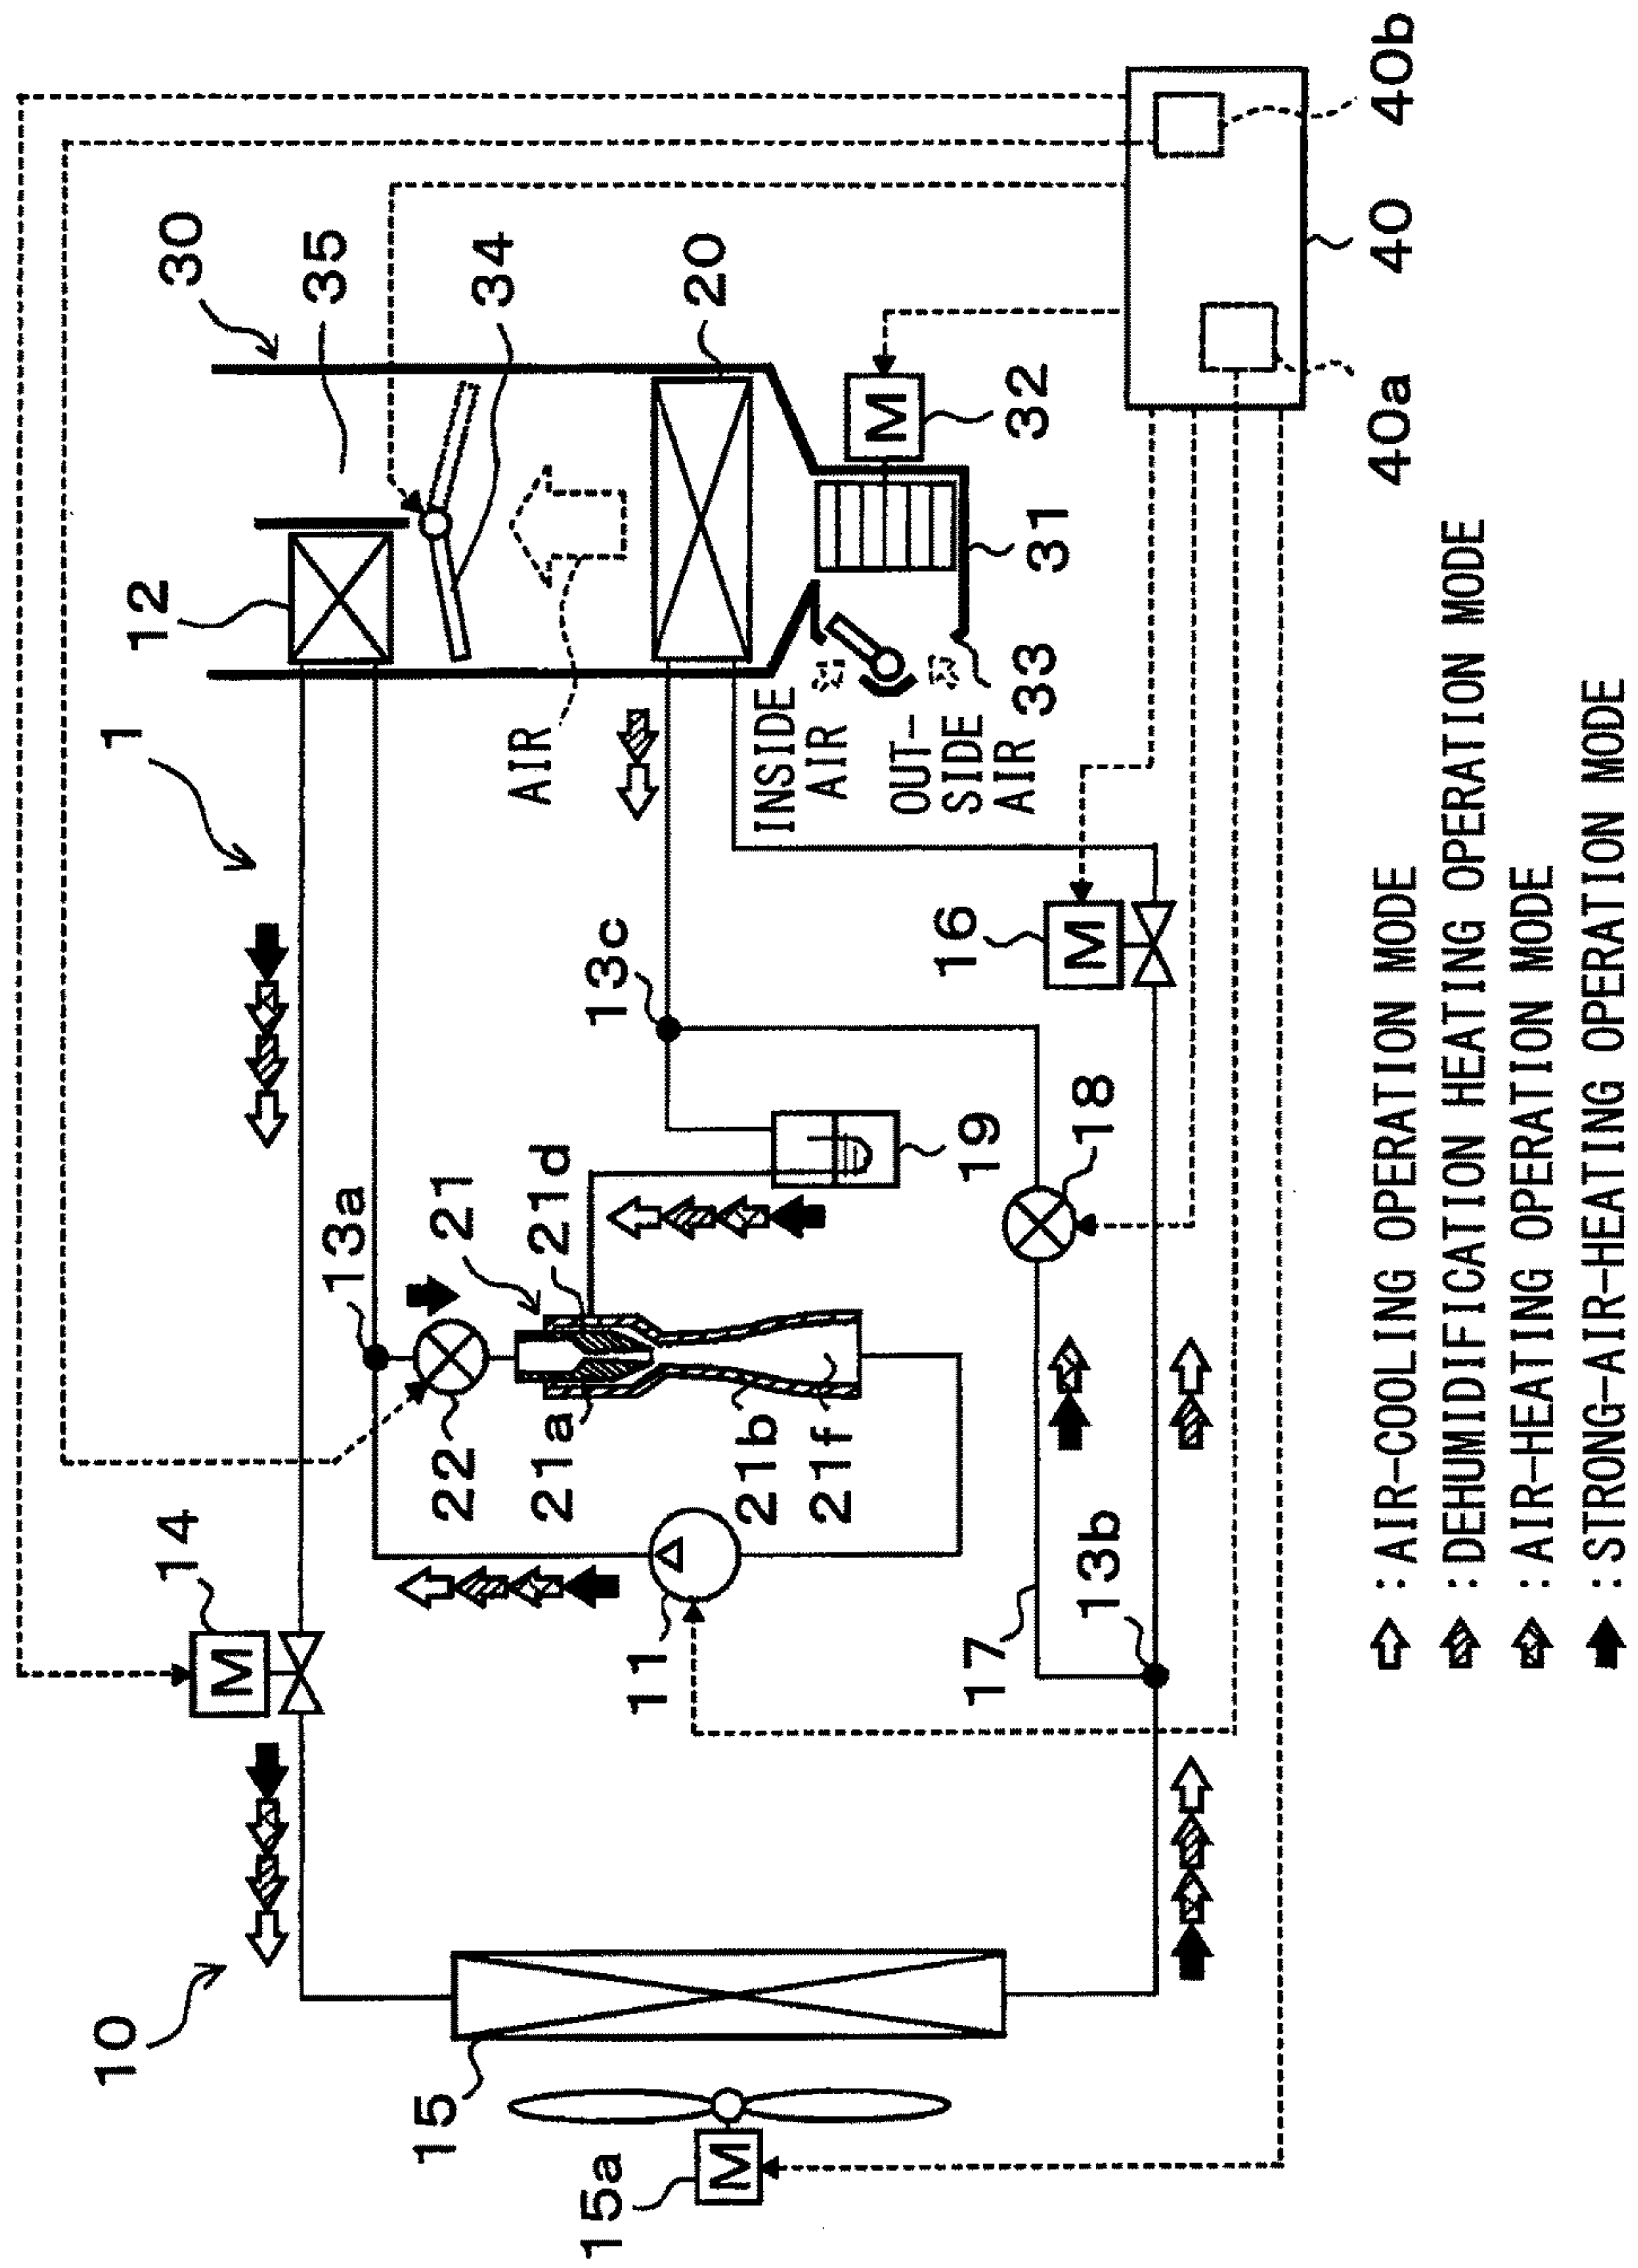 10
14
13a
1
12
30
35
34
20
22
21
21a
21d
21b
21f
11
15
15a
AIR
13c
19
18
16
17
13b
INSIDE
AIR
OUT-
SIDE
AIR
33
31
32
40a
40
40b
M
M
M
M
⇨:AIR-COOLING OPERATION MODE
:DEHUMIDIFICATION HEATING OPERATION MODE
:AIR-HEATING OPERATION MODE
:STRONG-AIR-HEATING OPERATION MODE